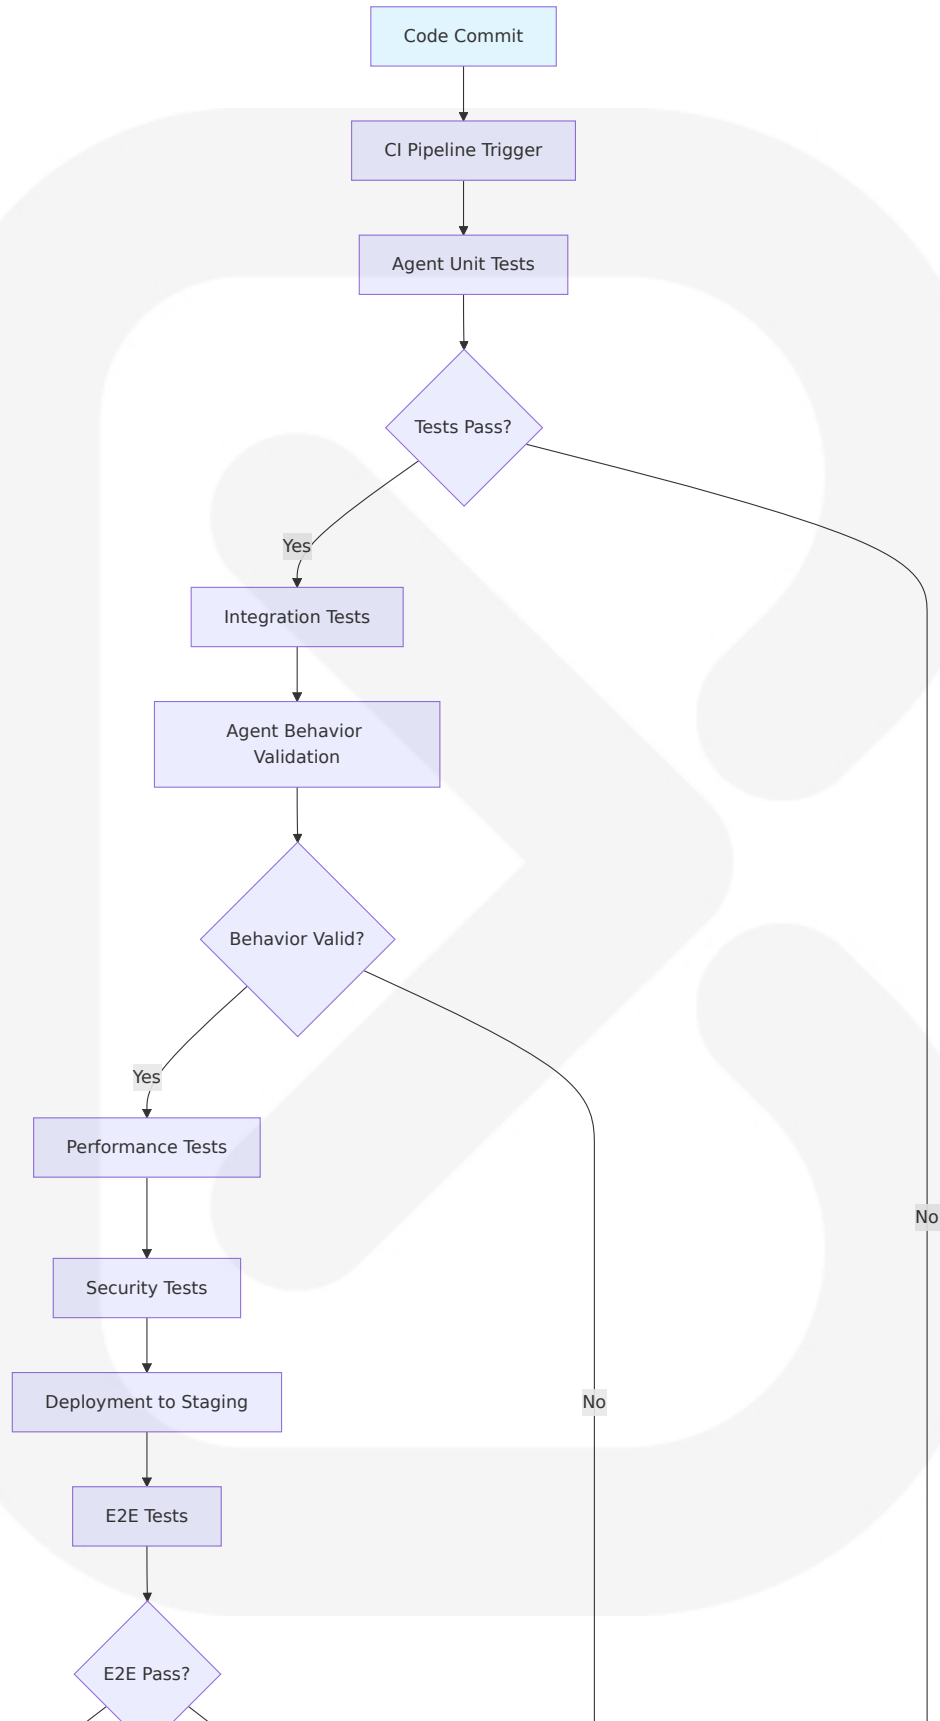 Code Commit
CI Pipeline Trigger
Agent Unit Tests
Tests Pass?
Yes
Integration Tests
Agent Behavior
Validation
Behavior Valid?
Yes
Performance Tests
No
Security Tests
Deployment to Staging
No
E2E Tests
E2E Pass?